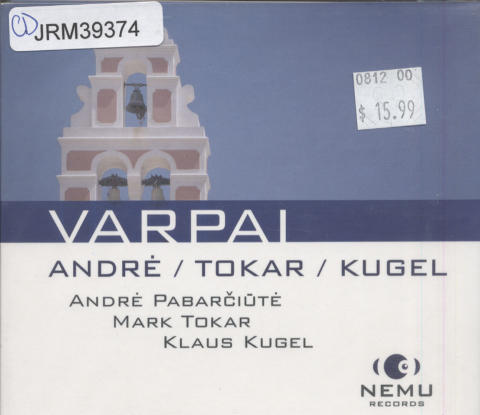 CD JRM39374
0812 00
$ 15.99
VARPAI
ANDRĖ / TOKAR / KUGEL
ANDRĖ PABARČIŪTĖ
MARK TOKAR
KLAUS KUGEL
NEMU
RECORDS